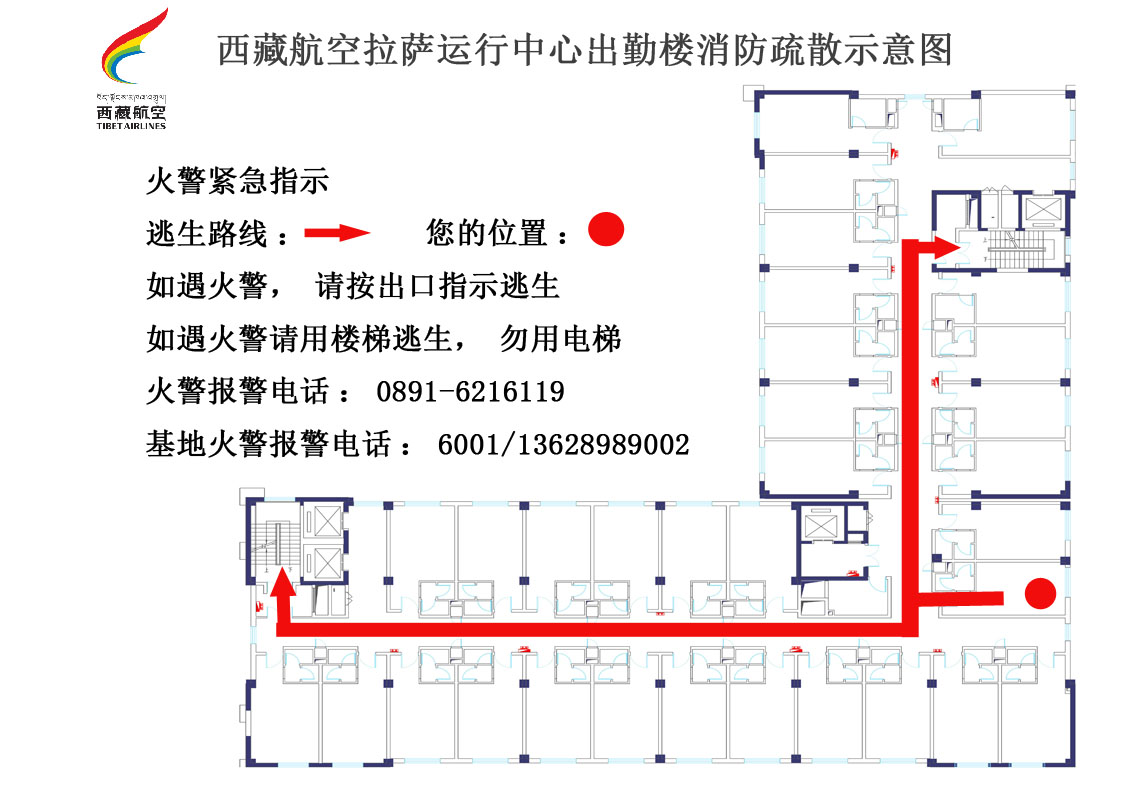 西藏航空拉萨运行中心出勤楼消防疏散示意图
西藏航空
TIBET AIRLINES
火警紧急指示
逃生路线： 您的位置：
如遇火警， 请按出口指示逃生
如遇火警请用楼梯逃生， 勿用电梯
火警报警电话： 0891-6216119
基地火警报警电话： 6001/13628989002
上
下
上
下